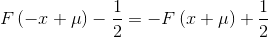 F(-x+μ) - 1/2 = -F(x+μ) + 1/2